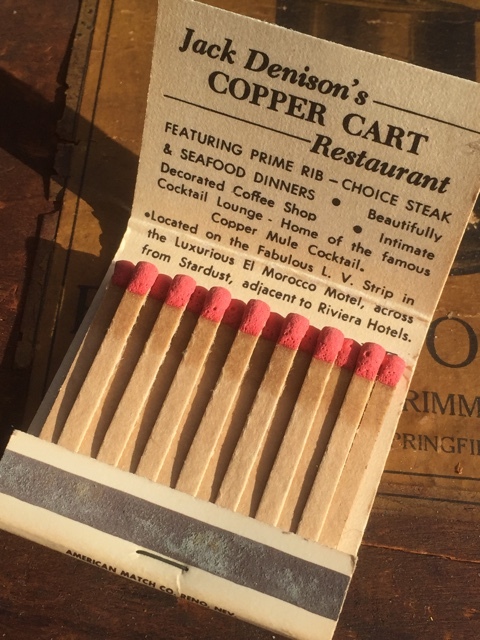 Jack Denison's
COPPER CART
Restaurant
FEATURING PRIME RIB – CHOICE STEAK
& SEAFOOD DINNERS • Beautifully
Decorated Coffee Shop • Intimate
Cocktail Lounge - Home of the famous
Copper Mule Cocktail.
•Located on the Fabulous L. V. Strip in
the Luxurious El Morocco Motel, across
from Stardust, adjacent to Riviera Hotels.
AMERICAN MATCH CO. RENO, NEV.